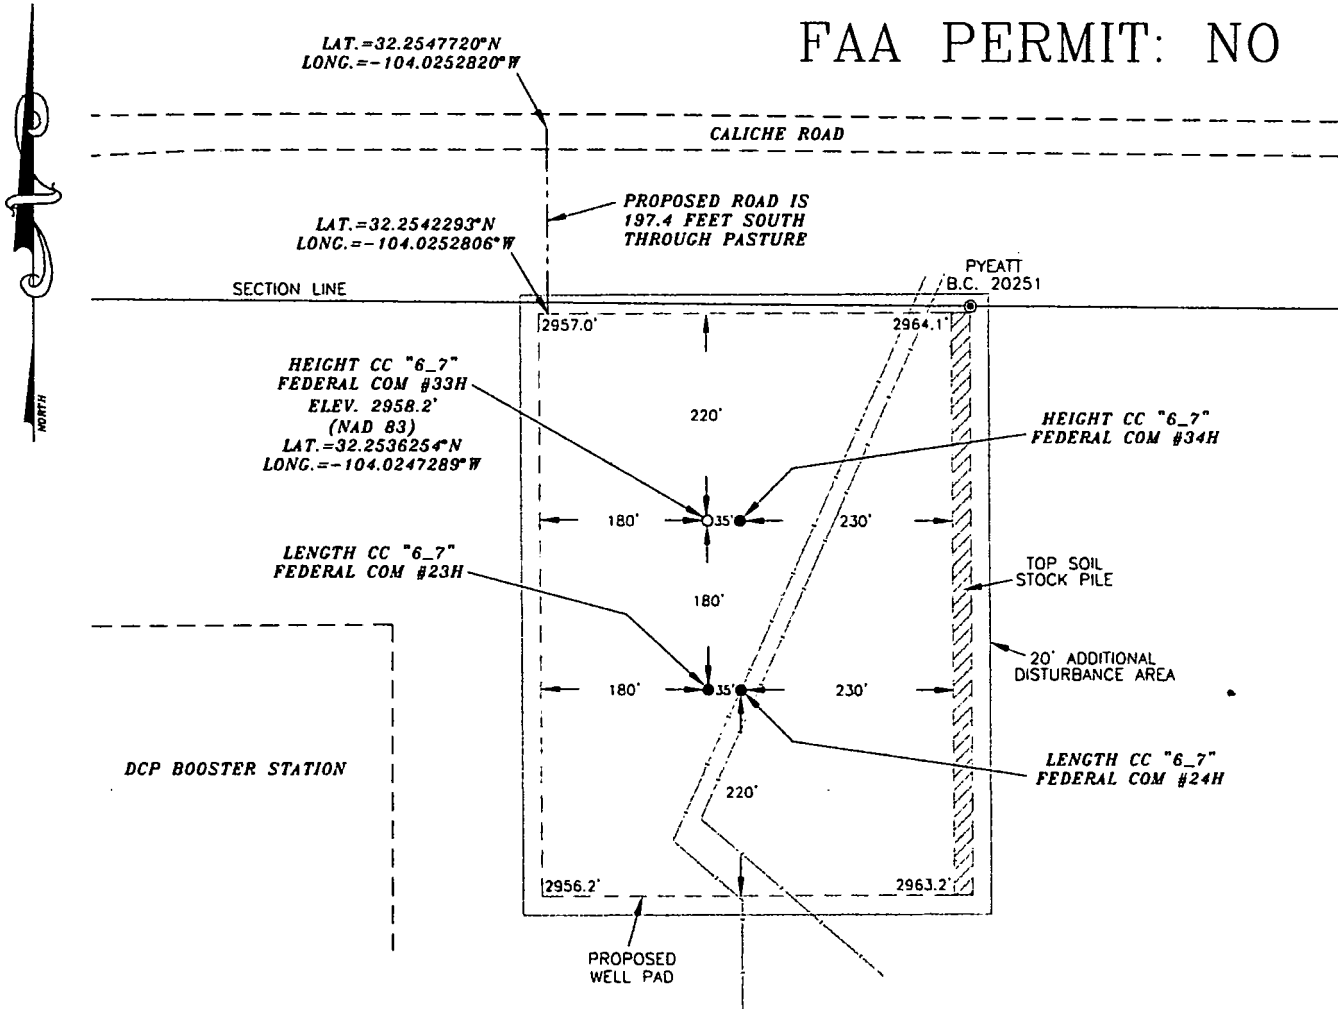 FAA PERMIT: NO
LAT.=32.2547720°N
LONG.=-104.0252820°W
CALICHE ROAD
PROPOSED ROAD IS
197.4 FEET SOUTH
THROUGH PASTURE
LAT.=32.2542293°N
LONG.=-104.0252806°W
PYEATT
B.C. 20251
SECTION LINE
2957.0'
2964.1'
HEIGHT CC "6_7"
FEDERAL COM #33H
ELEV. 2958.2'
(NAD 83)
LAT.=32.2536254°N
LONG.=-104.0247289°W
NORTH
220'
HEIGHT CC "6_7"
FEDERAL COM #34H
180'
35'
230'
LENGTH CC "6_7"
FEDERAL COM #23H
TOP SOIL
STOCK PILE
180'
20' ADDITIONAL
DISTURBANCE AREA
180'
35'
230'
DCP BOOSTER STATION
LENGTH CC "6_7"
FEDERAL COM #24H
220'
2956.2'
2963.2'
PROPOSED
WELL PAD